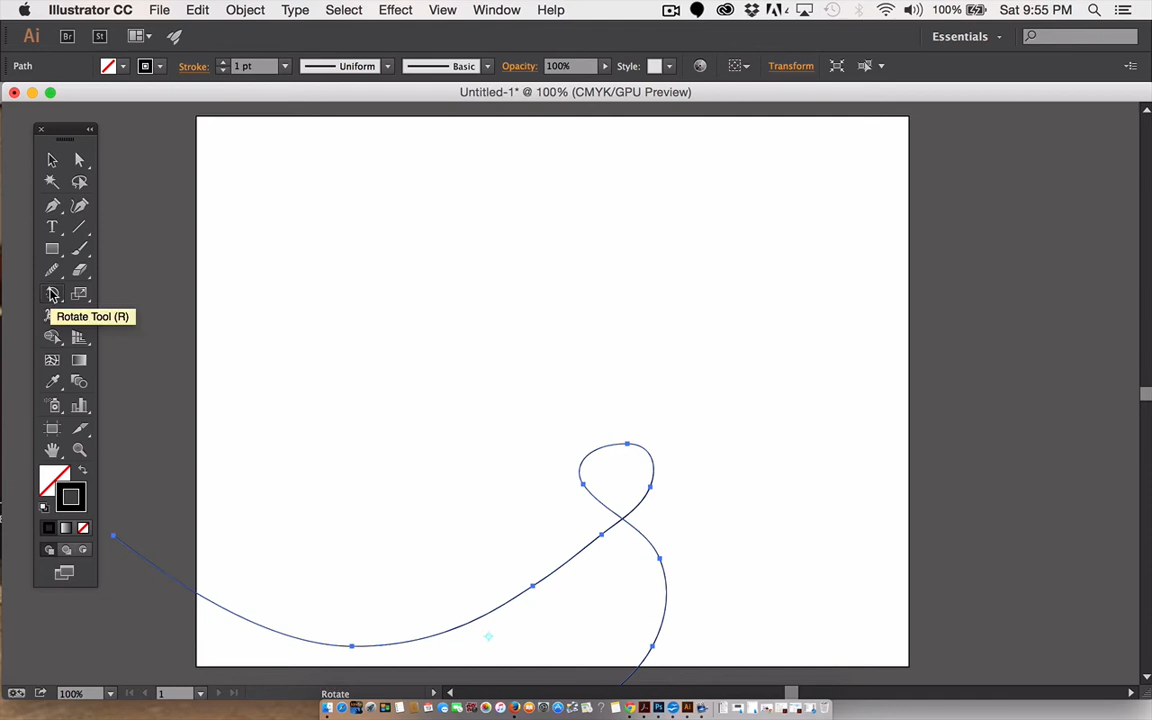 Illustrator CC File Edit Object Type Select Effect View Window Help 100% Sat 9:55 PM
Ai Br St Essentials
Path Stroke: 1 pt Uniform Basic Opacity: 100% Style: Transform
Untitled-1* @ 100% (CMYK/GPU Preview)
T
Rotate Tool (R)
100% 1 Rotate